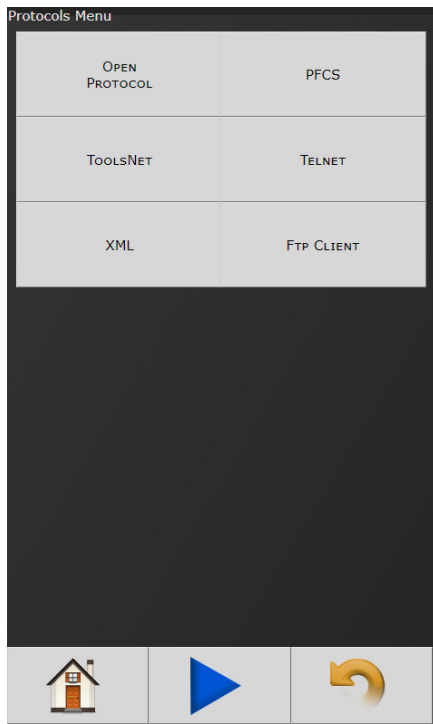 Protocols Menu
Open
Protocol
PFCS
ToolsNet
Telnet
XML
Ftp Client